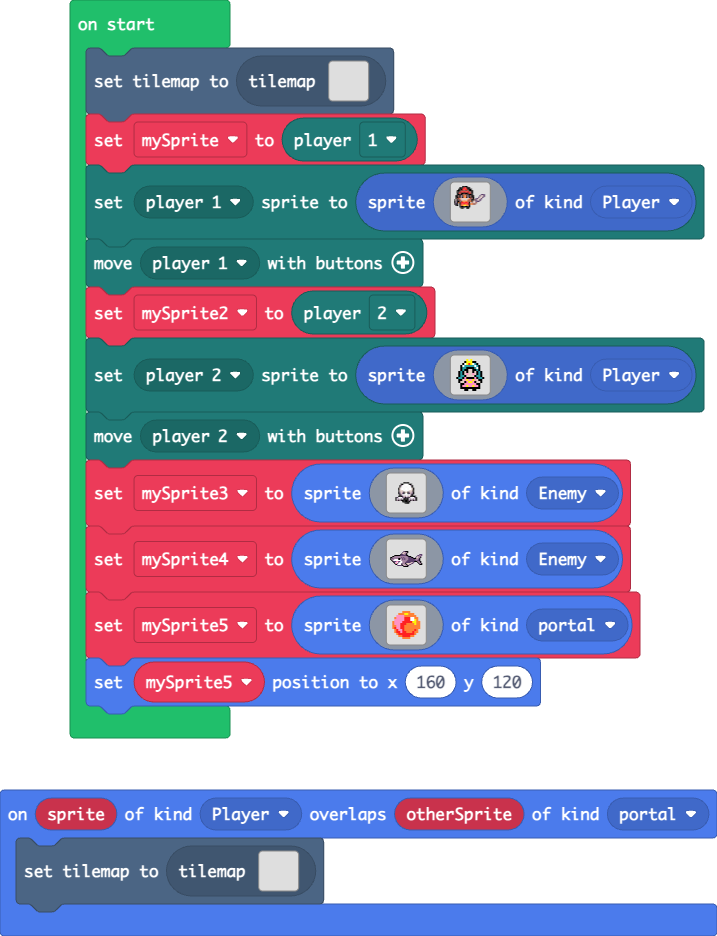 on start
set tilemap to tilemap
set mySprite to player 1
set player 1 sprite to sprite of kind Player
move player 1 with buttons
set mySprite2 to player 2
set player 2 sprite to sprite of kind Player
move player 2 with buttons
set mySprite3 to sprite of kind Enemy
set mySprite4 to sprite of kind Enemy
set mySprite5 to sprite of kind portal
set mySprite5 position to x 160 y 120
on sprite of kind Player overlaps otherSprite of kind portal
set tilemap to tilemap